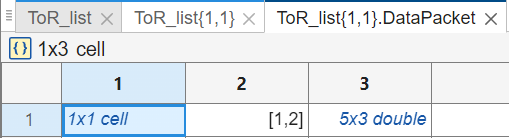 ToR_list ToR_list{1,1} ToR_list{1,1}.DataPacket
{} 1x3 cell
1 2 3
1 1x1 cell [1,2] 5x3 double